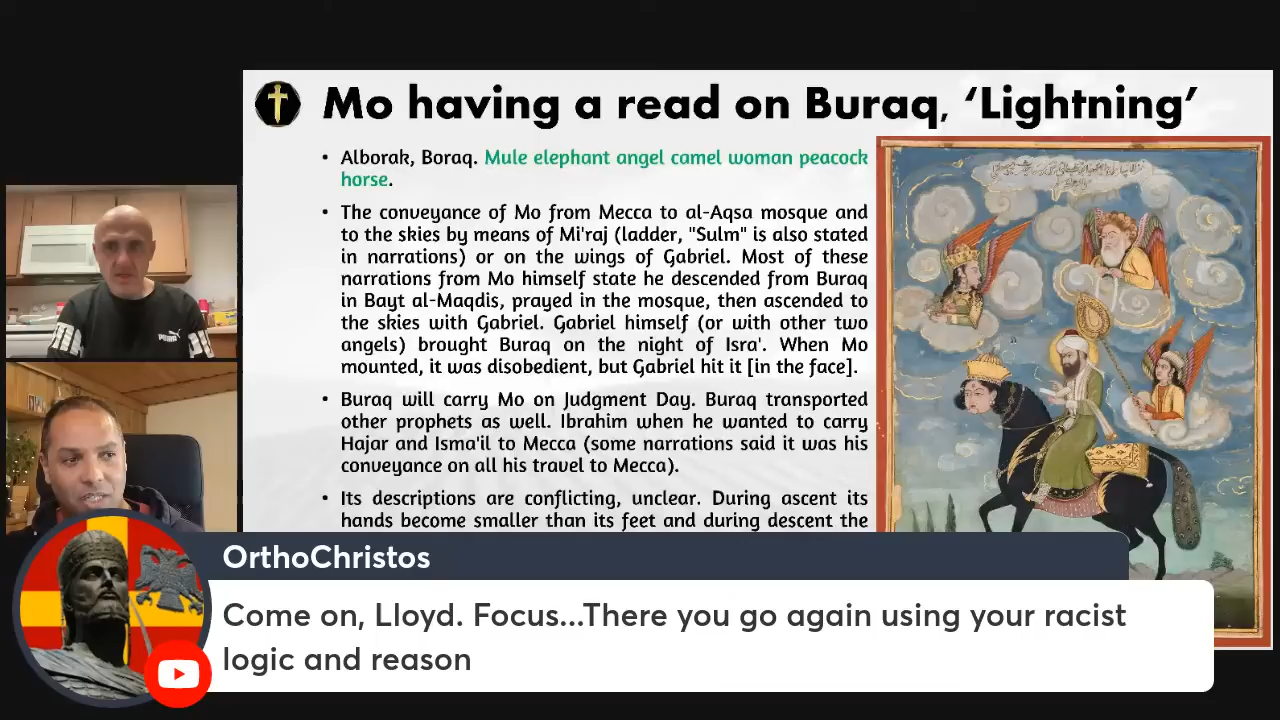 Mo having a read on Buraq, ‘Lightning’
• Alborak, Boraq. Mule elephant angel camel woman peacock
horse.
• The conveyance of Mo from Mecca to al-Aqsa mosque and
to the skies by means of Mi'raj (ladder, "Sulm" is also stated
in narrations) or on the wings of Gabriel. Most of these
narrations from Mo himself state he descended from Buraq
in Bayt al-Maqdis, prayed in the mosque, then ascended to
the skies with Gabriel. Gabriel himself (or with other two
angels) brought Buraq on the night of Isra'. When Mo
mounted, it was disobedient, but Gabriel hit it [in the face].
• Buraq will carry Mo on Judgment Day. Buraq transported
other prophets as well. Ibrahim when he wanted to carry
Hajar and Isma'il to Mecca (some narrations said it was his
conveyance on all his travel to Mecca).
• Its descriptions are conflicting, unclear. During ascent its
hands become smaller than its feet and during descent the
PUMA
OrthoChristos
Come on, Lloyd. Focus...There you go again using your racist
logic and reason